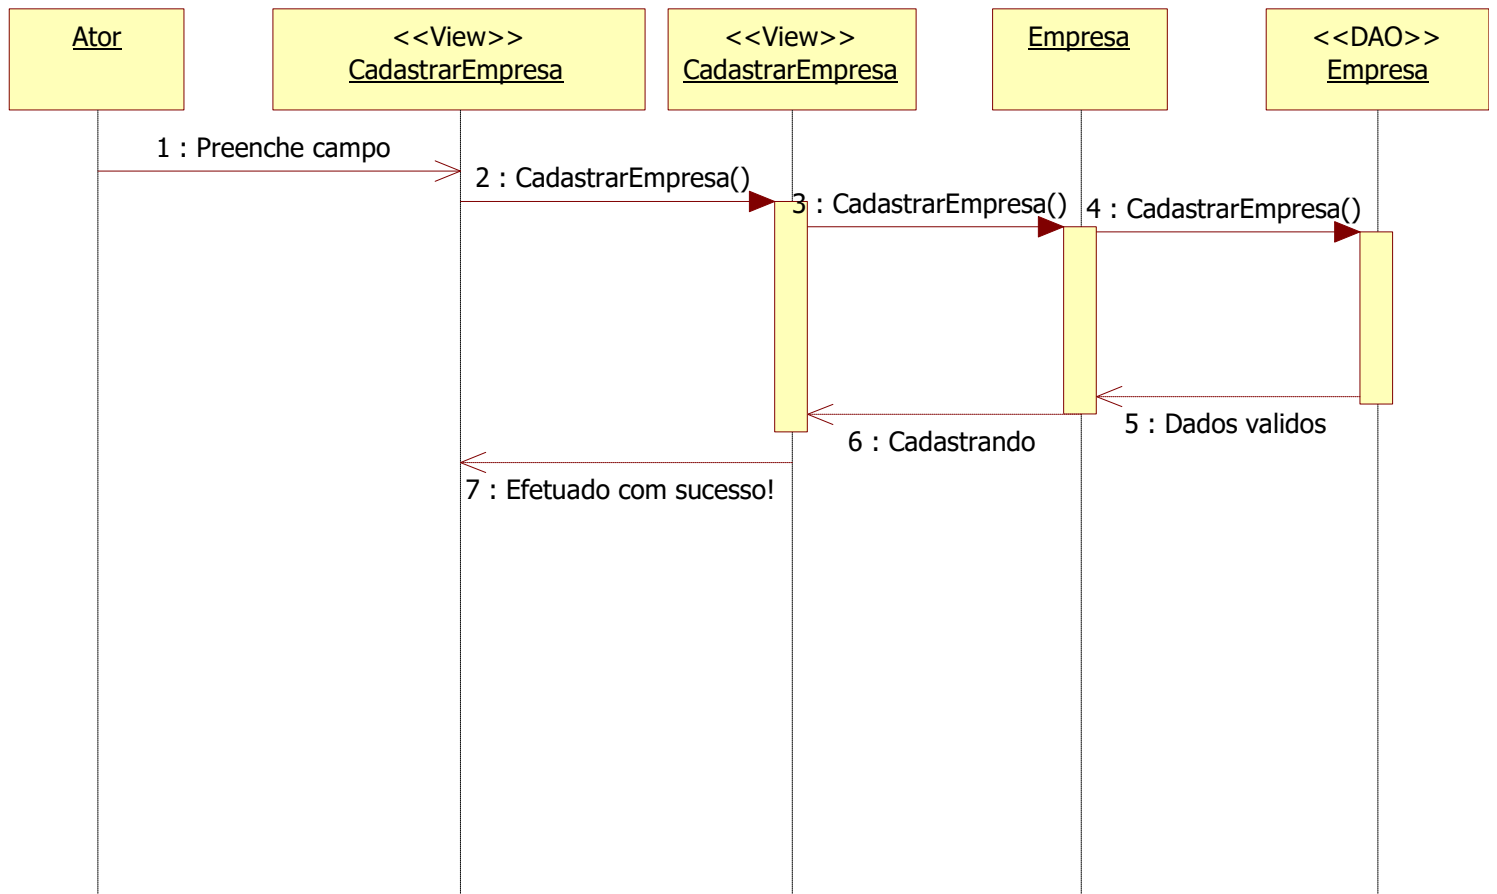 Ator
<<View>>
CadastrarEmpresa
<<View>>
CadastrarEmpresa
Empresa
<<DAO>>
Empresa
1 : Preenche campo
2 : CadastrarEmpresa()
3 : CadastrarEmpresa()
4 : CadastrarEmpresa()
5 : Dados validos
6 : Cadastrando
7 : Efetuado com sucesso!